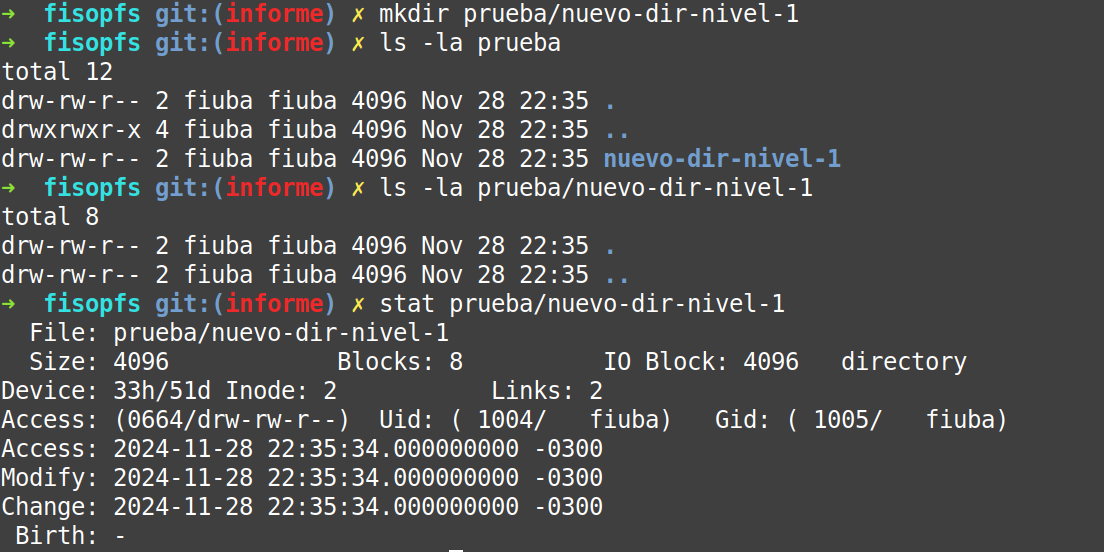 ➜  fisopfs git:(informe) ✗ mkdir prueba/nuevo-dir-nivel-1
➜  fisopfs git:(informe) ✗ ls -la prueba
total 12
drw-rw-r-- 2 fiuba fiuba 4096 Nov 28 22:35 .
drwxrwxr-x 4 fiuba fiuba 4096 Nov 28 22:35 ..
drw-rw-r-- 2 fiuba fiuba 4096 Nov 28 22:35 nuevo-dir-nivel-1
➜  fisopfs git:(informe) ✗ ls -la prueba/nuevo-dir-nivel-1
total 8
drw-rw-r-- 2 fiuba fiuba 4096 Nov 28 22:35 .
drw-rw-r-- 2 fiuba fiuba 4096 Nov 28 22:35 ..
➜  fisopfs git:(informe) ✗ stat prueba/nuevo-dir-nivel-1
  File: prueba/nuevo-dir-nivel-1
  Size: 4096            Blocks: 8          IO Block: 4096   directory
Device: 33h/51d Inode: 2           Links: 2
Access: (0664/drw-rw-r--)  Uid: ( 1004/   fiuba)   Gid: ( 1005/   fiuba)
Access: 2024-11-28 22:35:34.000000000 -0300
Modify: 2024-11-28 22:35:34.000000000 -0300
Change: 2024-11-28 22:35:34.000000000 -0300
 Birth: -